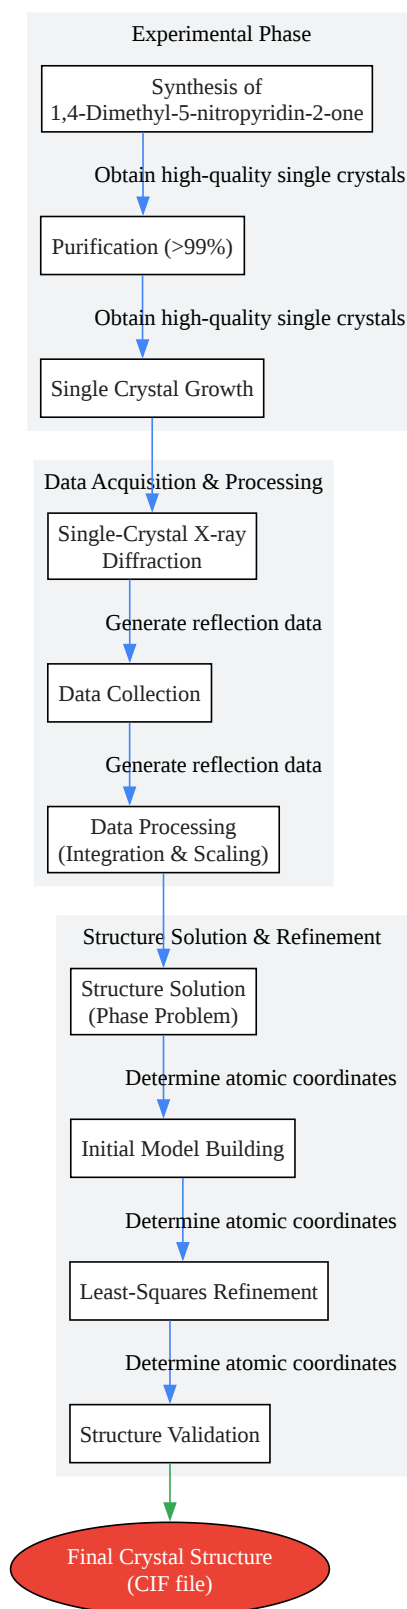 Experimental Phase
Synthesis of
1,4-Dimethyl-5-nitropyridin-2-one
Obtain high-quality single crystals
Purification (>99%)
Obtain high-quality single crystals
Single Crystal Growth
Data Acquisition & Processing
Single-Crystal X-ray
Diffraction
Generate reflection data
Data Collection
Generate reflection data
Data Processing
(Integration & Scaling)
Structure Solution & Refinement
Structure Solution
(Phase Problem)
Determine atomic coordinates
Initial Model Building
Determine atomic coordinates
Least-Squares Refinement
Determine atomic coordinates
Structure Validation
Final Crystal Structure
(CIF file)